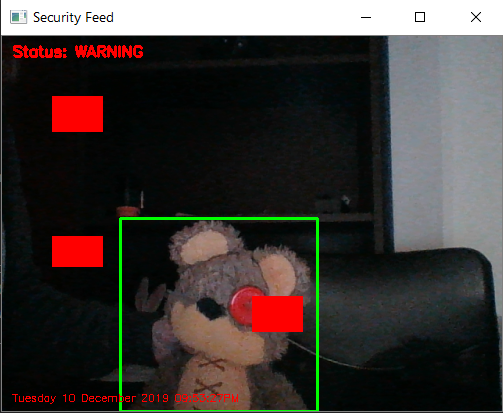 Security Feed
Status: WARNING
Tuesday 10 December 2019